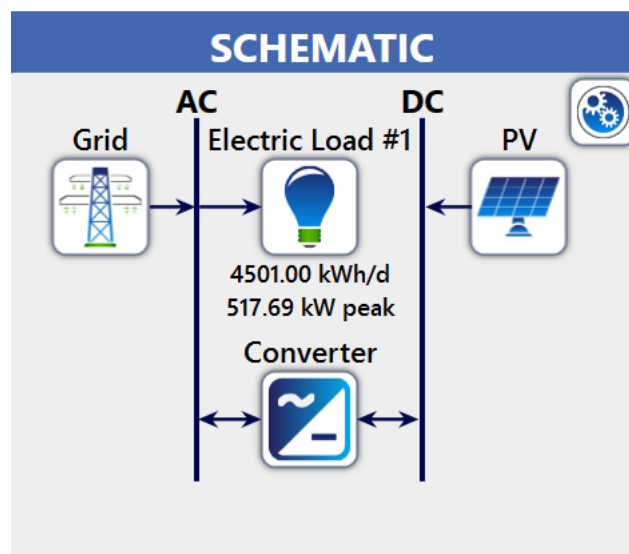 SCHEMATIC
AC
DC
Grid
Electric Load #1
PV
4501.00 kWh/d
517.69 kW peak
Converter